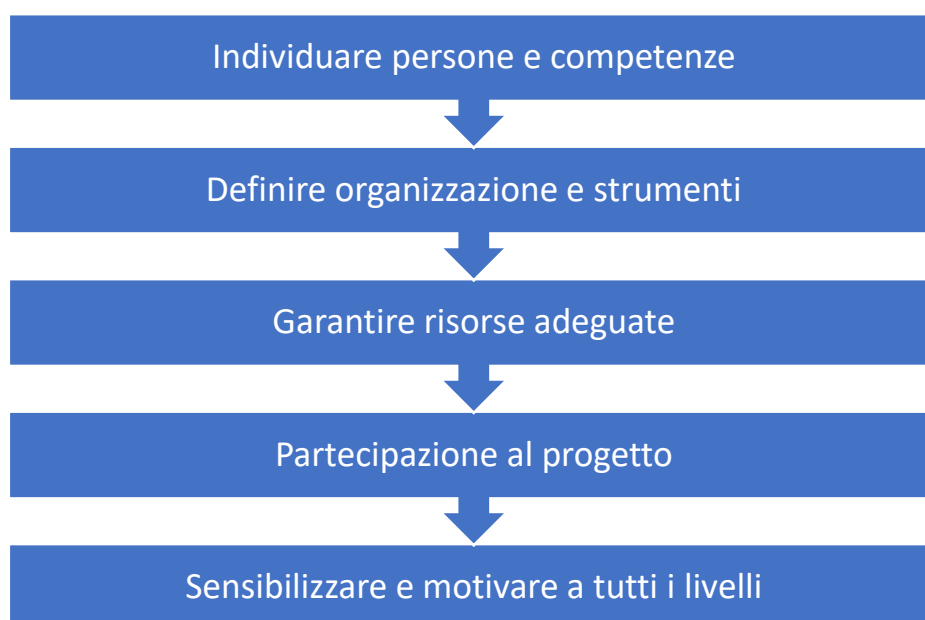 Individuare persone e competenze
Definire organizzazione e strumenti
Garantire risorse adeguate
Partecipazione al progetto
Sensibilizzare e motivare a tutti i livelli